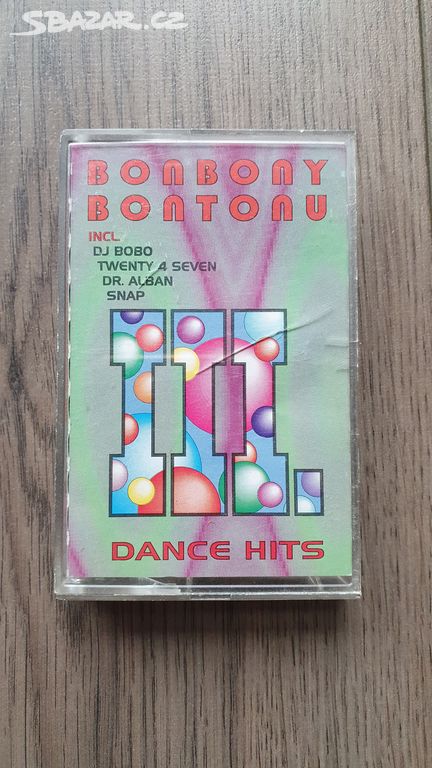 SBAZAR.CZ
BONBONY
BONTONU
INCL.
DJ BOBO
TWENTY 4 SEVEN
DR. ALBAN
SNAP
III.
DANCE HITS